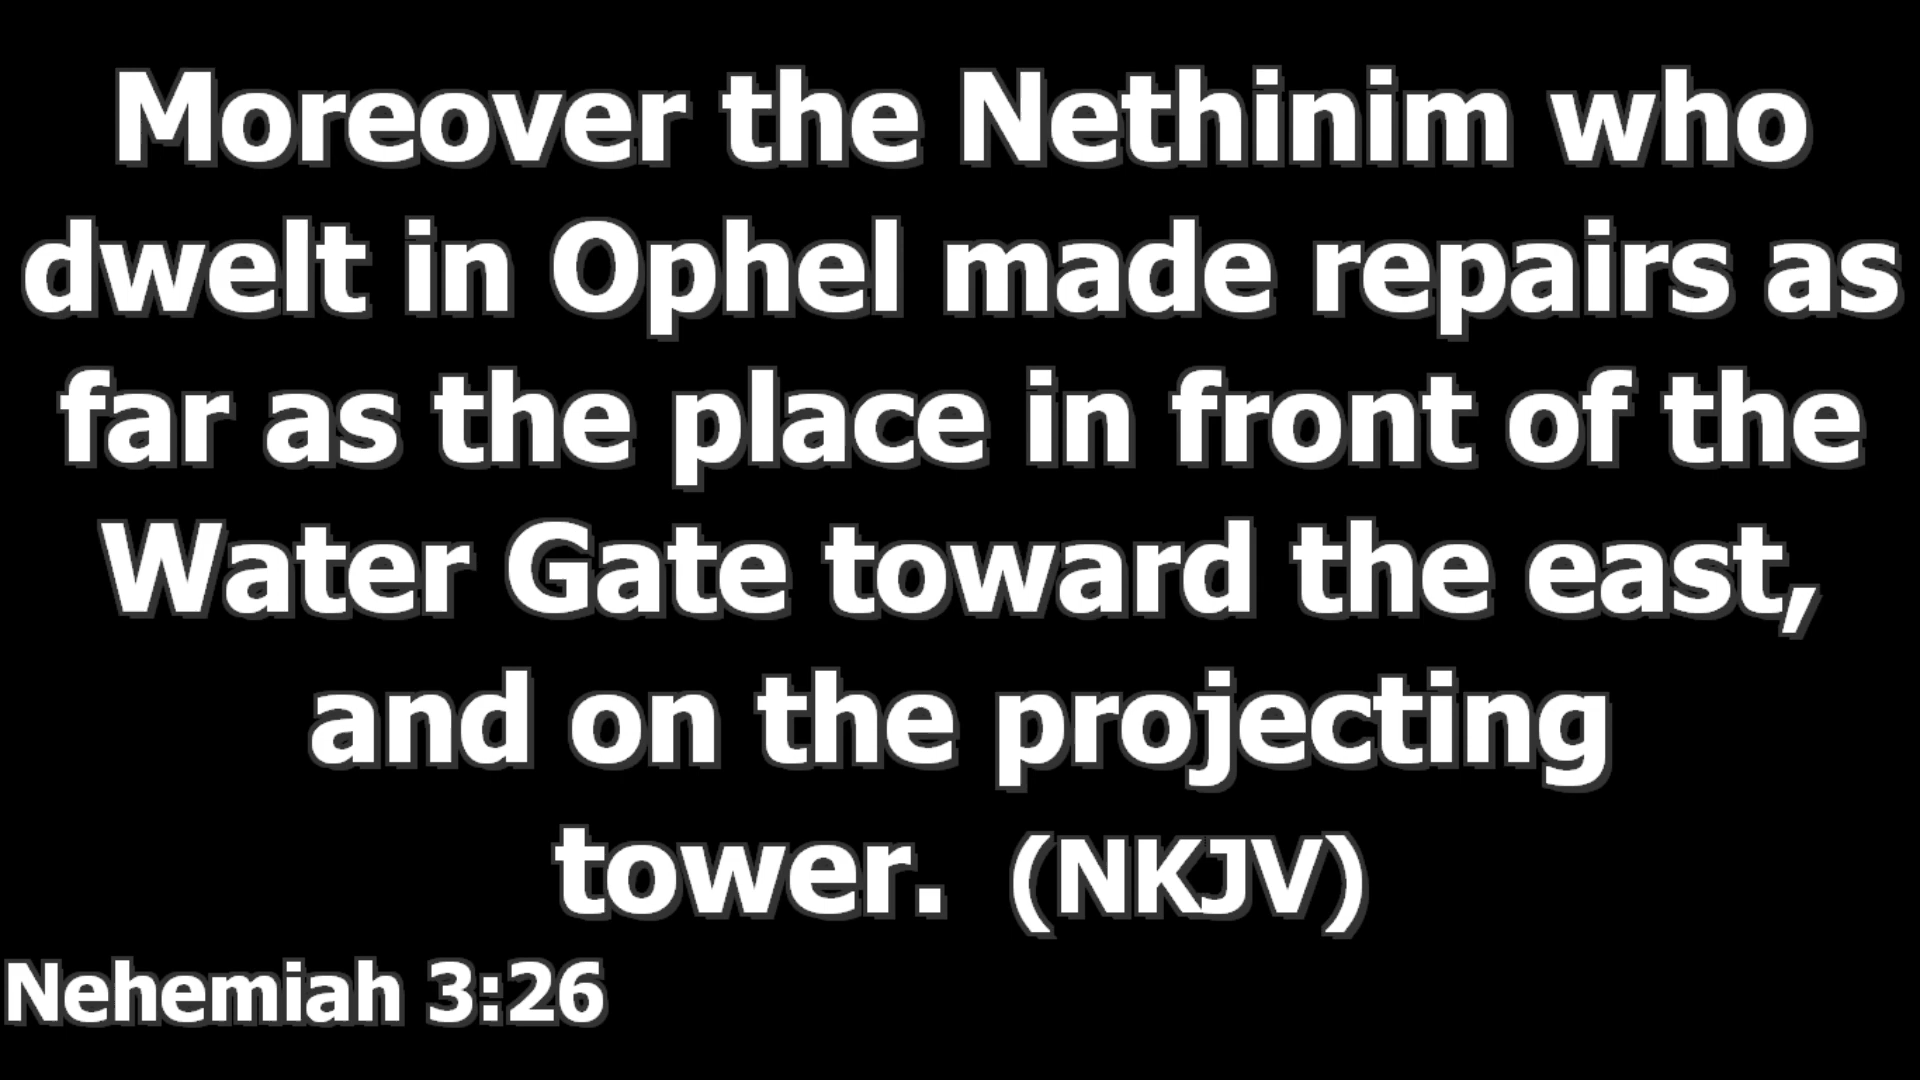 Moreover the Nethinim who
dwelt in Ophel made repairs as
far as the place in front of the
Water Gate toward the east,
and on the projecting
tower. (NKJV)
Nehemiah 3:26